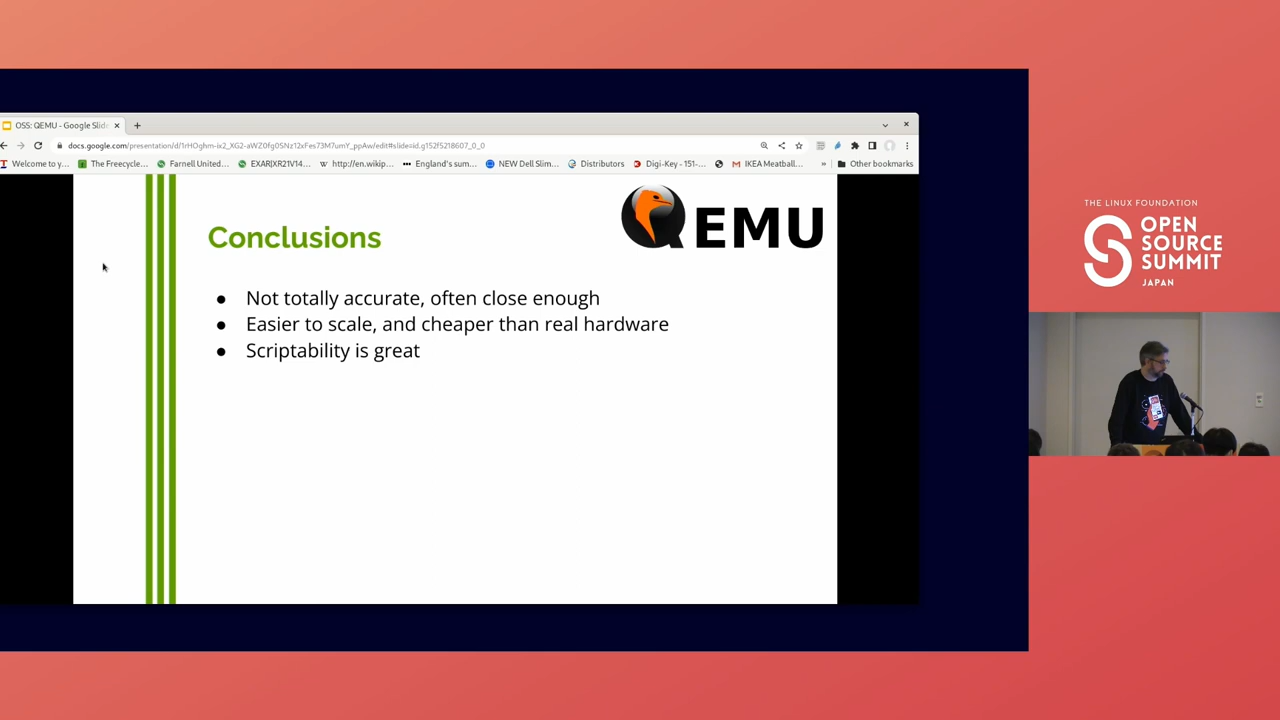 OSS: QEMU - Google Slide
docs.google.com/presentation/d/1rHOghm-ix2_XG2-aWZ0fg0SNz12xFes73M7umY_ppAw/edit#slide=id.g152f5218607_0_0
Welcome to y...
The Freecycle...
Farnell United...
EXAR|XR21V14...
http://en.wikip...
England's sum...
NEW Dell Slim...
Distributors
Digi-Key - 151-...
IKEA Meatball...
»
Other bookmarks
QEMU
Conclusions
● Not totally accurate, often close enough
● Easier to scale, and cheaper than real hardware
● Scriptability is great
THE LINUX FOUNDATION
OPEN
SOURCE
SUMMIT
JAPAN